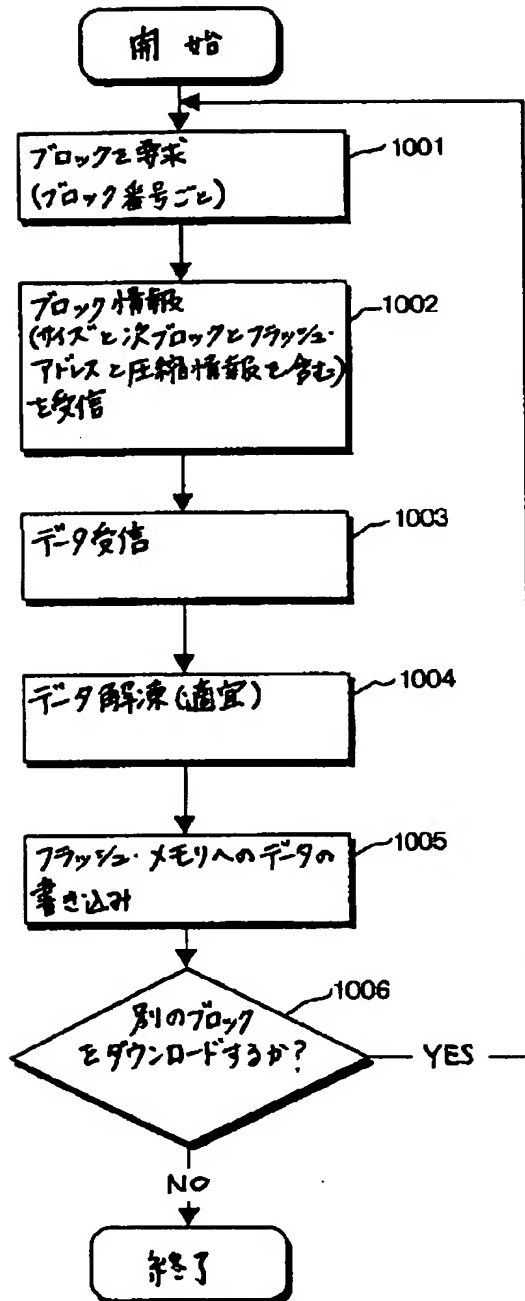 開始
ブロックを要求
(ブロック番号ごと)
1001
ブロック情報
(サイズと次ブロックとフラッシュ・
アドレスと圧縮情報を含む)
を受信
1002
データ受信
1003
データ解凍(適宜)
1004
フラッシュ・メモリへのデータの
書き込み
1005
別のブロック
をダウンロードするか?
1006
YES
NO
終了